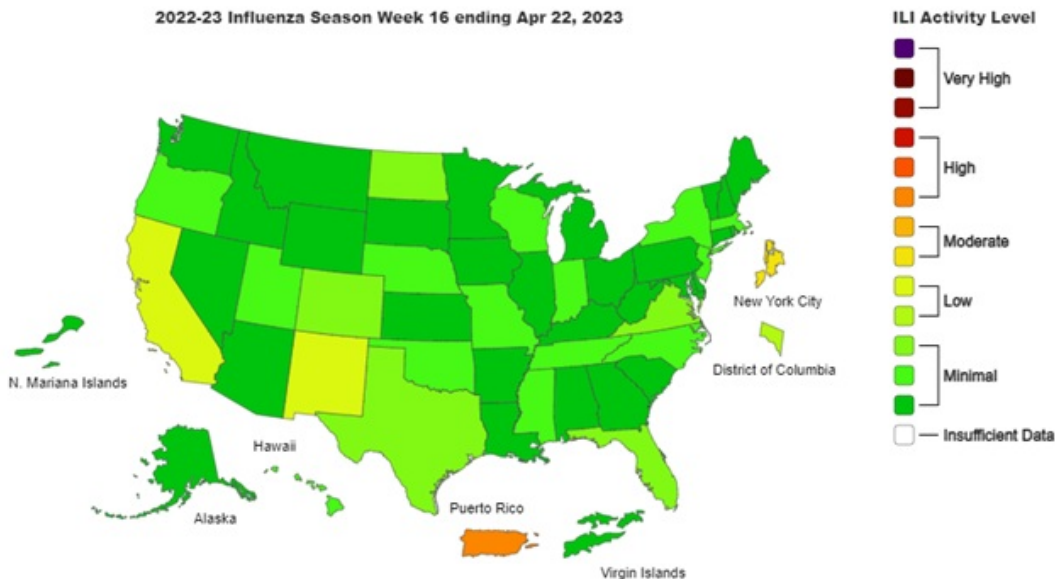 2022-23 Influenza Season Week 16 ending Apr 22, 2023
ILI Activity Level
Very High
High
Moderate
Low
Minimal
Insufficient Data
New York City
District of Columbia
N. Mariana Islands
Hawaii
Alaska
Puerto Rico
Virgin Islands